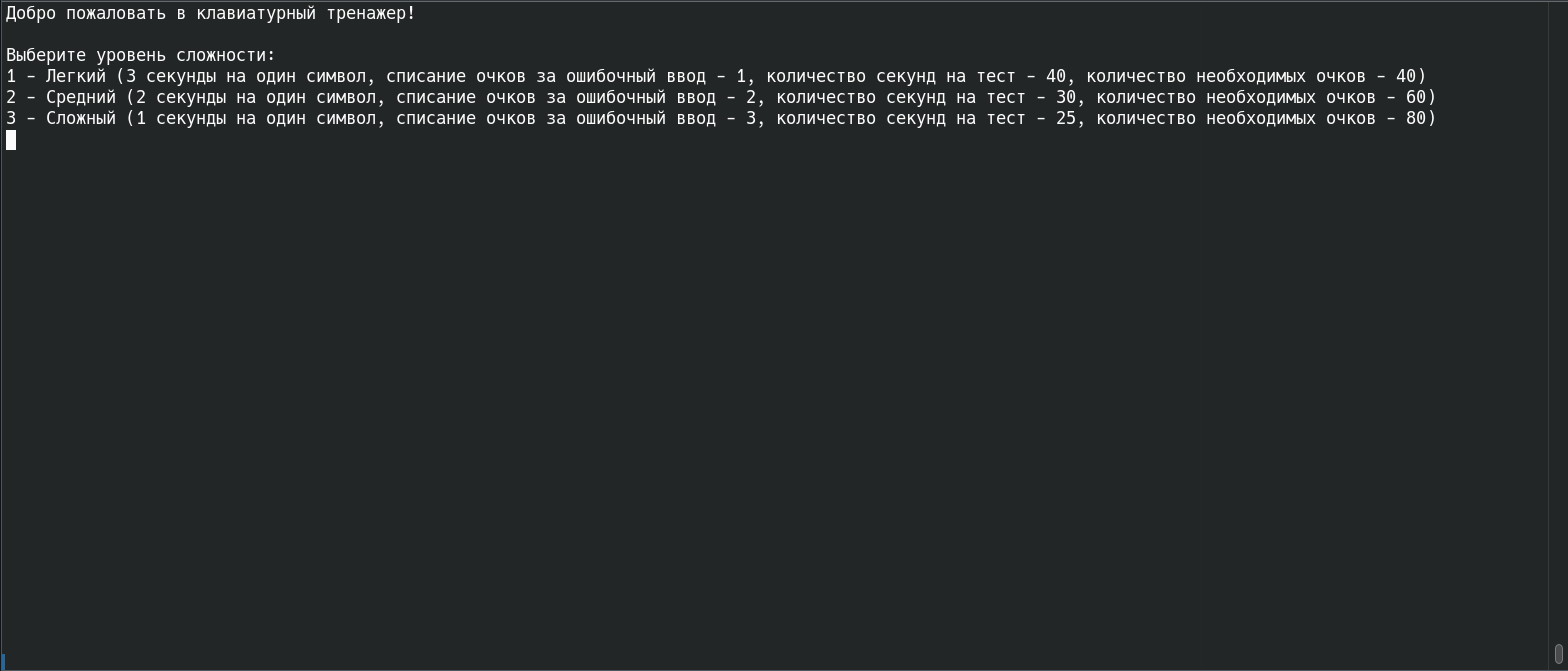 Добро пожаловать в клавиатурный тренажер!
Выберите уровень сложности:
1 - Легкий (3 секунды на один символ, списание очков за ошибочный ввод - 1, количество секунд на тест - 40, количество необходимых очков - 40)
2 - Средний (2 секунды на один символ, списание очков за ошибочный ввод - 2, количество секунд на тест - 30, количество необходимых очков - 60)
3 - Сложный (1 секунды на один символ, списание очков за ошибочный ввод - 3, количество секунд на тест - 25, количество необходимых очков - 80)